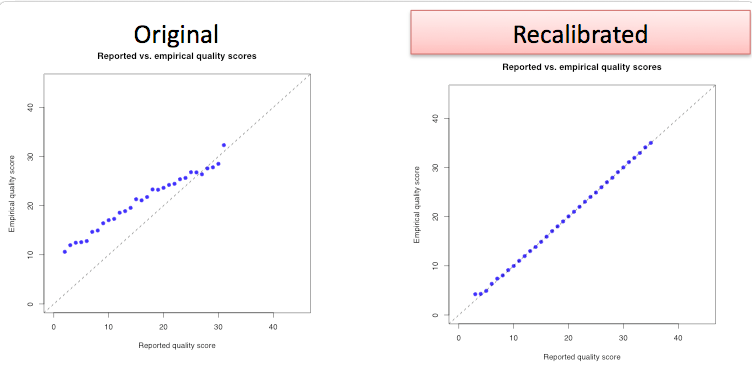 Original
Reported vs. empirical quality scores
Empirical quality score
40
30
20
10
0
0 10 20 30 40
Reported quality score
Recalibrated
Reported vs. empirical quality scores
Empirical quality score
40
30
20
10
0
0 10 20 30 40
Reported quality score